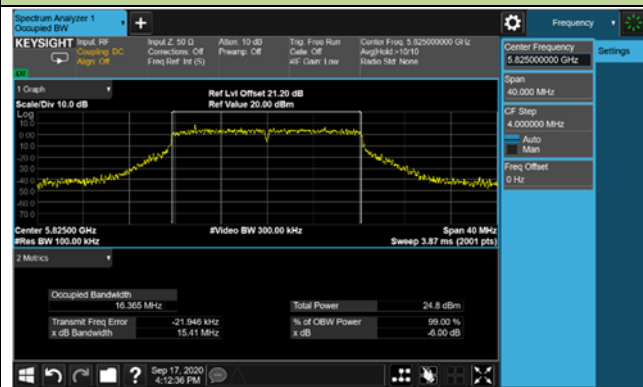 Spectrum Analyzer 1
Occupied BW
+
Frequency
KEYSIGHT
Input: RF
Coupling: DC
Align: Off
Input Z: 50 Ω
Corrections: Off
Freq Ref: Int (S)
Atten: 10 dB
Preamp: Off
Trig: Free Run
Gate: Off
#IF Gain: Low
Center Freq: 5.825000000 GHz
Avg|Hold:>10/10
Radio Std: None
Center Frequency
5.825000000 GHz
Settings
Span
40.000 MHz
CF Step
4.000000 MHz
Auto
Man
Freq Offset
0 Hz
1 Graph
Scale/Div 10.0 dB
Ref Lvl Offset 21.20 dB
Ref Value 20.00 dBm
Log
10.0
0.00
-10.0
-20.0
-30.0
-40.0
-50.0
-60.0
-70.0
Center 5.82500 GHz
#Res BW 100.00 kHz
#Video BW 300.00 kHz
Span 40 MHz
Sweep 3.87 ms (2001 pts)
2 Metrics
Occupied Bandwidth
16.365 MHz
Total Power 24.8 dBm
Transmit Freq Error -21.946 kHz
% of OBW Power 99.00 %
x dB Bandwidth 15.41 MHz
x dB -6.00 dB
?
Sep 17, 2020
4:12:36 PM